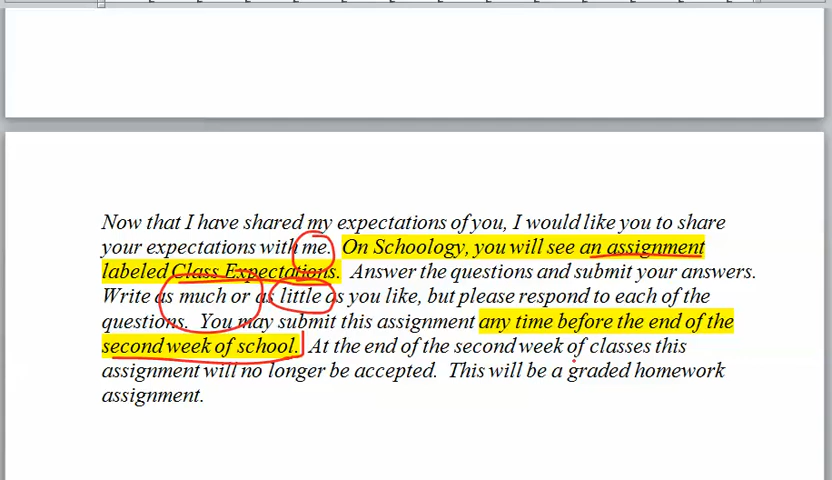 Now that I have shared my expectations of you, I would like you to share
your expectations with me. On Schoology, you will see an assignment
labeled Class Expectations. Answer the questions and submit your answers.
Write as much or as little as you like, but please respond to each of the
questions. You may submit this assignment any time before the end of the
second week of school. At the end of the second week of classes this
assignment will no longer be accepted. This will be a graded homework
assignment.